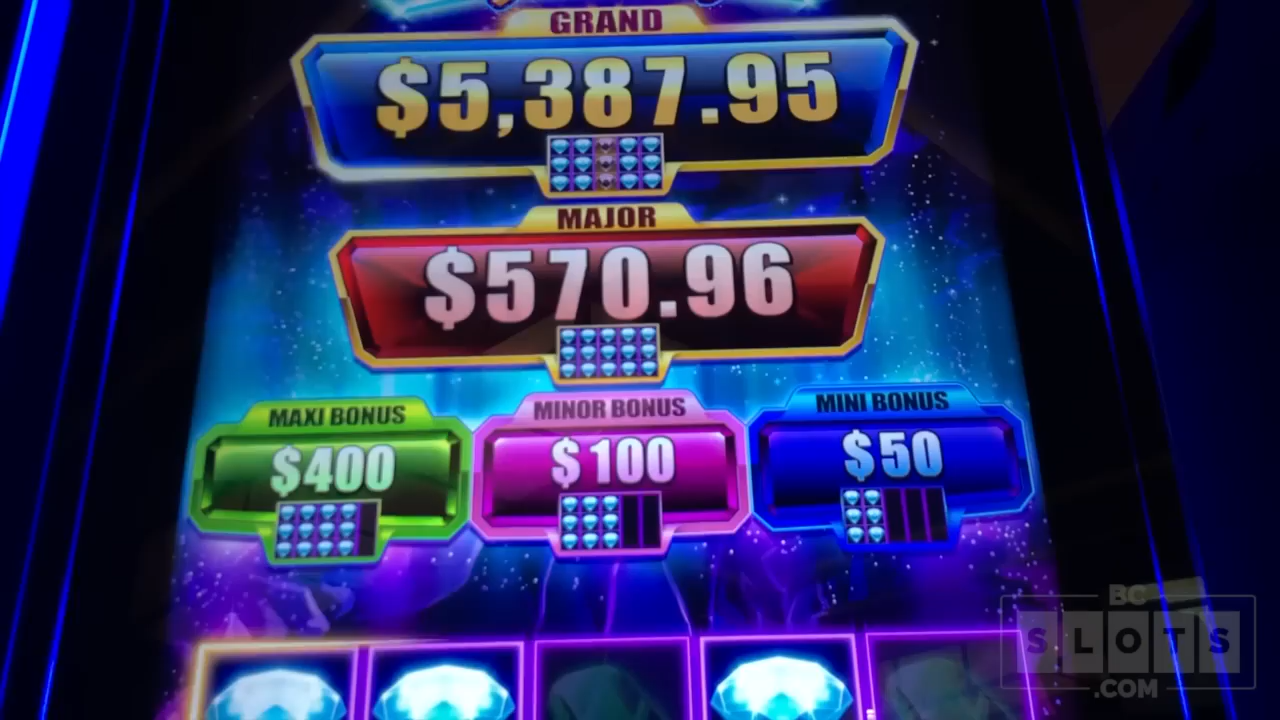 GRAND
$5,387.95
MAJOR
$570.96
MAXI BONUS
$400
MINOR BONUS
$100
MINI BONUS
$50
BC
SLOTS
.COM